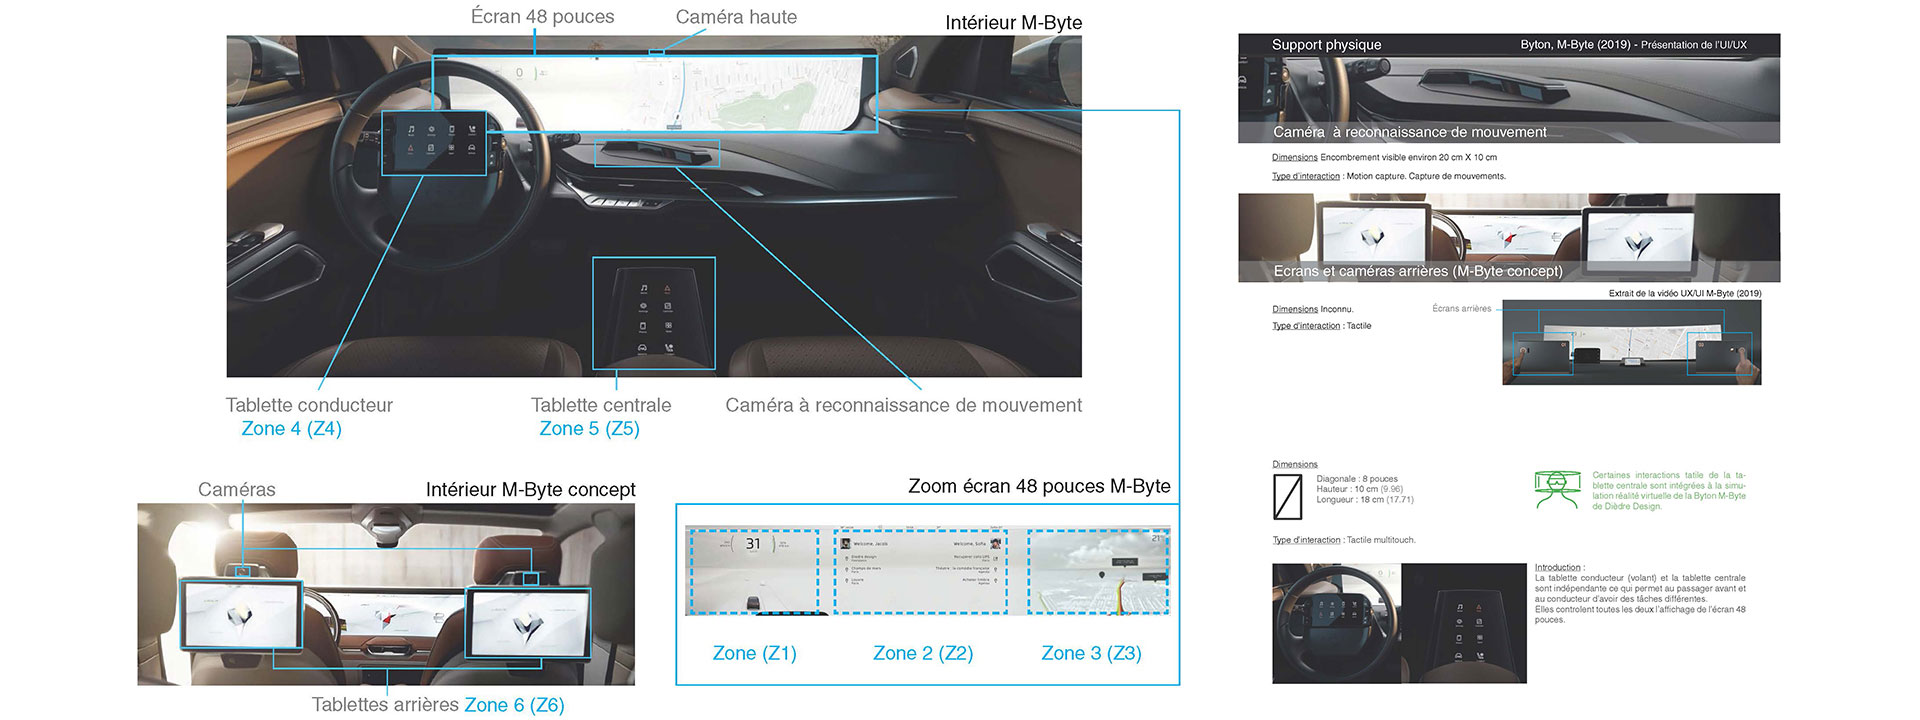 Écran 48 pouces
Caméra haute
Intérieur M-Byte
Tablette conducteur
Zone 4 (Z4)
Tablette centrale
Zone 5 (Z5)
Caméra à reconnaissance de mouvement
Caméras
Intérieur M-Byte concept
Tablettes arrières Zone 6 (Z6)
Zoom écran 48 pouces M-Byte
31
Welcome, Jacob
Welcome, Sofia
21
Zone (Z1)
Zone 2 (Z2)
Zone 3 (Z3)
Support physique
Byton, M-Byte (2019) - Présentation de l'UI/UX
Caméra à reconnaissance de mouvement
Dimensions Encombrement visible environ 20 cm X 10 cm
Type d'interaction : Motion capture. Capture de mouvements.
Ecrans et caméras arrières (M-Byte concept)
Extrait de la vidéo UX/UI M-Byte (2019)
Dimensions Inconnu.
Écrans arrières
Type d'interaction : Tactile
Dimensions
Diagonale : 8 pouces
Hauteur : 10 cm (9.96)
Longueur : 18 cm (17.71)
Certaines interactions tatile de la ta-
blette centrale sont intégrées à la simu-
lation réalité virtuelle de la Byton M-Byte
de Dièdre Design.
Type d'interaction : Tactile multitouch.
Introduction :
La tablette conducteur (volant) et la tablette centrale
sont indépendante ce qui permet au passager avant et
au conducteur d'avoir des tâches différentes.
Elles controlent toutes les deux l'affichage de l'écran 48
pouces.